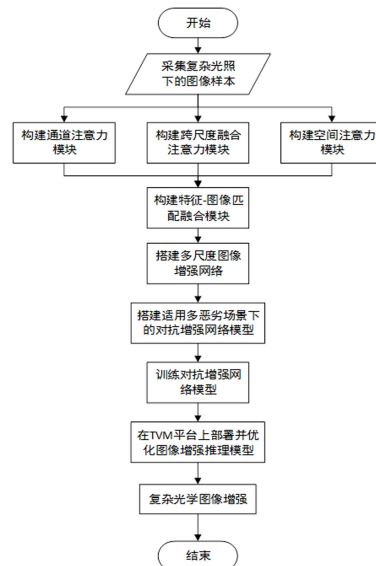 开始
采集复杂光照
下的图像样本
构建通道注意力
模块
构建跨尺度融合
注意力模块
构建空间注意力
模块
构建特征-图像匹
配融合模块
搭建多尺度图像
增强网络
搭建适用多恶劣场景下
的对抗增强网络模型
训练对抗增强网
络模型
在TVM平台上部署并优
化图像增强推理模型
复杂光学图像增强
结束